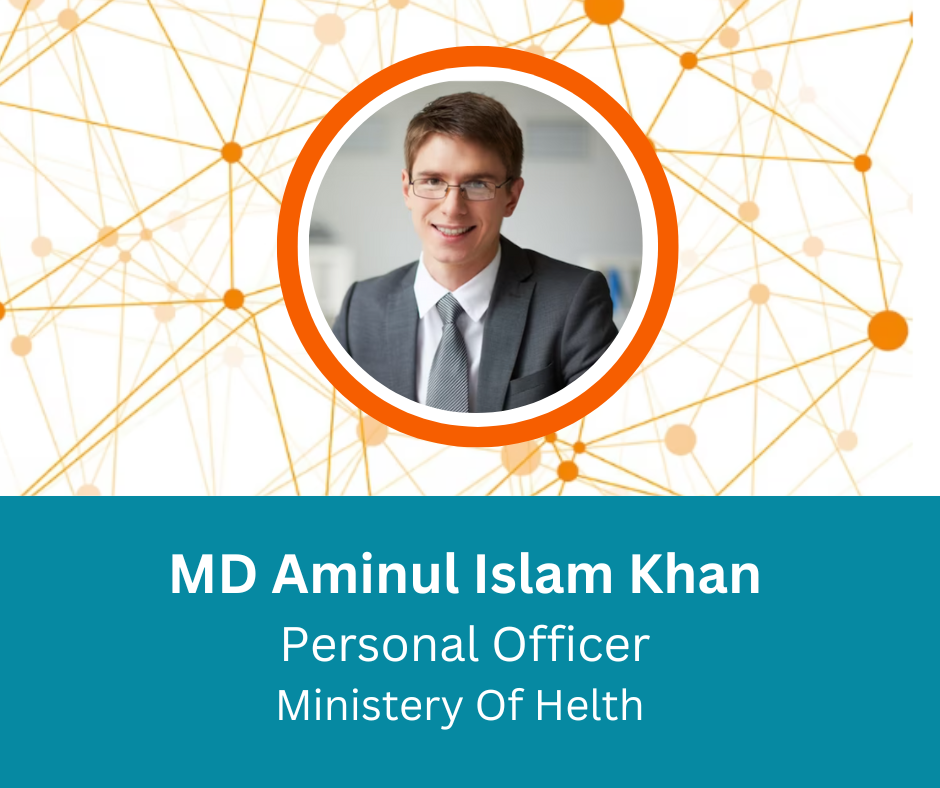 MD Aminul Islam Khan
Personal Officer
Ministery Of Helth